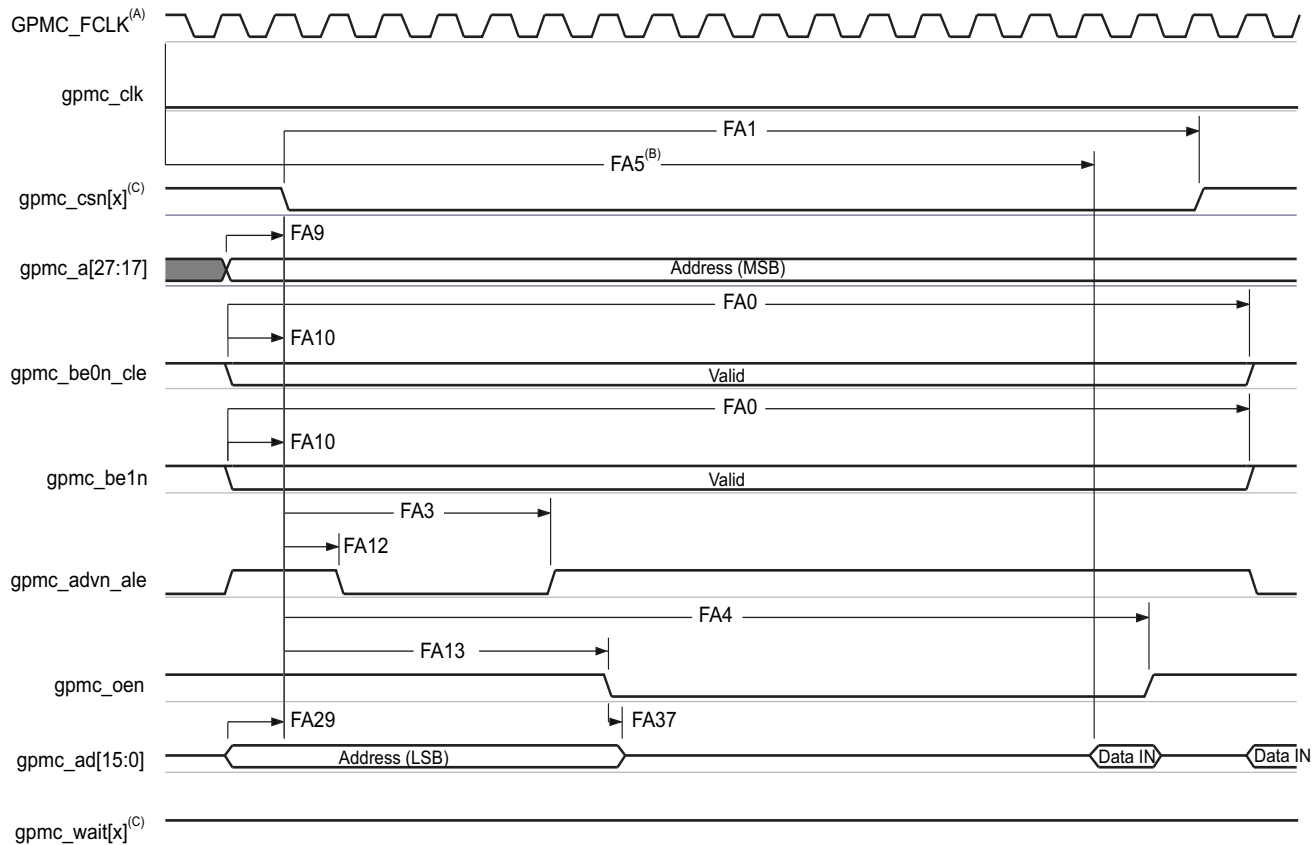 GPMC_FCLK(A)
gpmc_clk
FA1
FA5(B)
gpmc_csn[x](C)
FA9
gpmc_a[27:17]
Address (MSB)
FA0
FA10
gpmc_be0n_cle
Valid
FA0
FA10
gpmc_be1n
Valid
FA3
FA12
gpmc_advn_ale
FA4
FA13
gpmc_oen
FA29
FA37
gpmc_ad[15:0]
Address (LSB)
Data IN
Data IN
gpmc_wait[x](C)